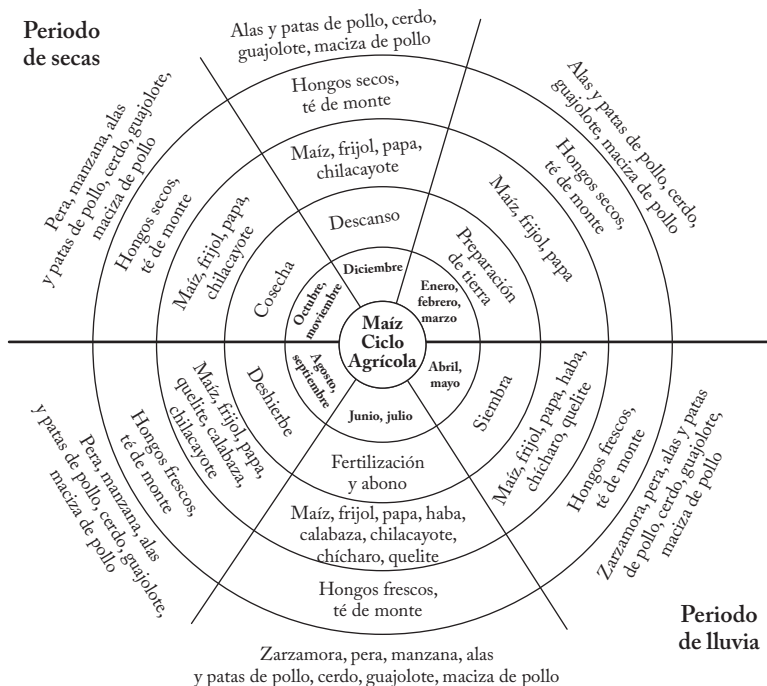 Periodo
de secas
Alas y patas de pollo, cerdo,
guajolote, maciza de pollo
Hongos secos,
té de monte
Maíz, frijol, papa,
chilacayote
Descanso
Diciembre
Alas y patas de pollo, cerdo,
guajolote, maciza de pollo
Hongos secos,
té de monte
Maíz, frijol, papa
Preparación
de tierra
Enero,
febrero,
marzo
Pera, manzana, alas
y patas de pollo, cerdo, guajolote,
maciza de pollo
Hongos secos,
té de monte
Maíz, frijol, papa,
chilacayote
Cosecha
Octubre,
noviembre
Maíz
Ciclo
Agrícola
Agosto,
septiembre
Deshierbe
Maíz, frijol, papa,
quelite, calabaza,
chilacayote
Hongos frescos,
té de monte
Pera, manzana, alas
y patas de pollo, cerdo, guajolote,
maciza de pollo
Abril,
mayo
Siembra
Maíz, frijol, papa, haba,
chícharo, quelite
Hongos frescos,
té de monte
Zarzamora, pera, alas y patas
de pollo, cerdo, guajolote,
maciza de pollo
Junio, julio
Fertilización
y abono
Maíz, frijol, papa, haba,
calabaza, chilacayote,
chícharo, quelite
Hongos frescos,
té de monte
Zarzamora, pera, manzana, alas
y patas de pollo, cerdo, guajolote, maciza de pollo
Periodo
de lluvia